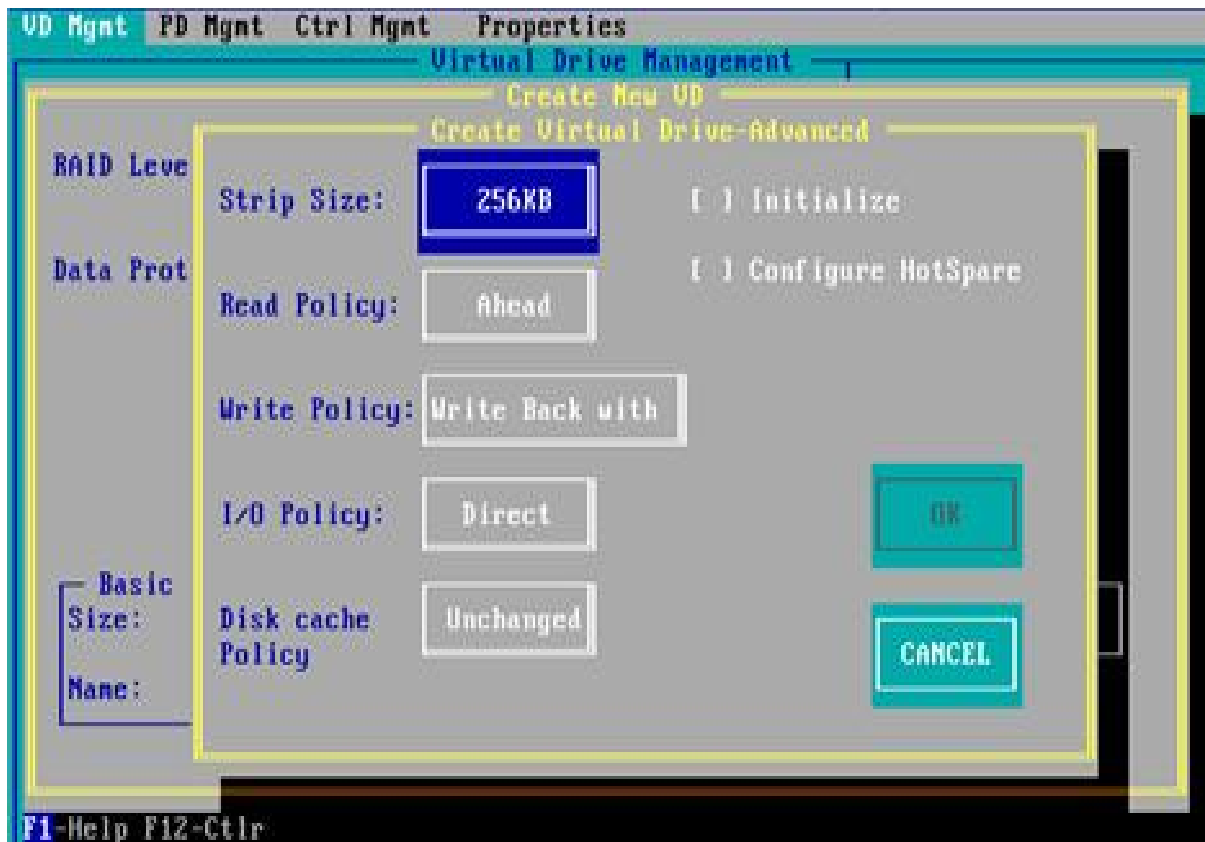 VD Mgmt PD Mgmt Ctrl Mgmt Properties
Virtual Drive Management
Create New VD
Create Virtual Drive-Advanced
RAID Leve
Strip Size: 256KB [ ] Initialize
Data Prot [ ] Configure HotSpare
Read Policy: Ahead
Write Policy: Write Back with
I/O Policy: Direct OK
Basic
Size: Disk cache Unchanged
Policy CANCEL
Name:
F1-Help F12-Ctlr